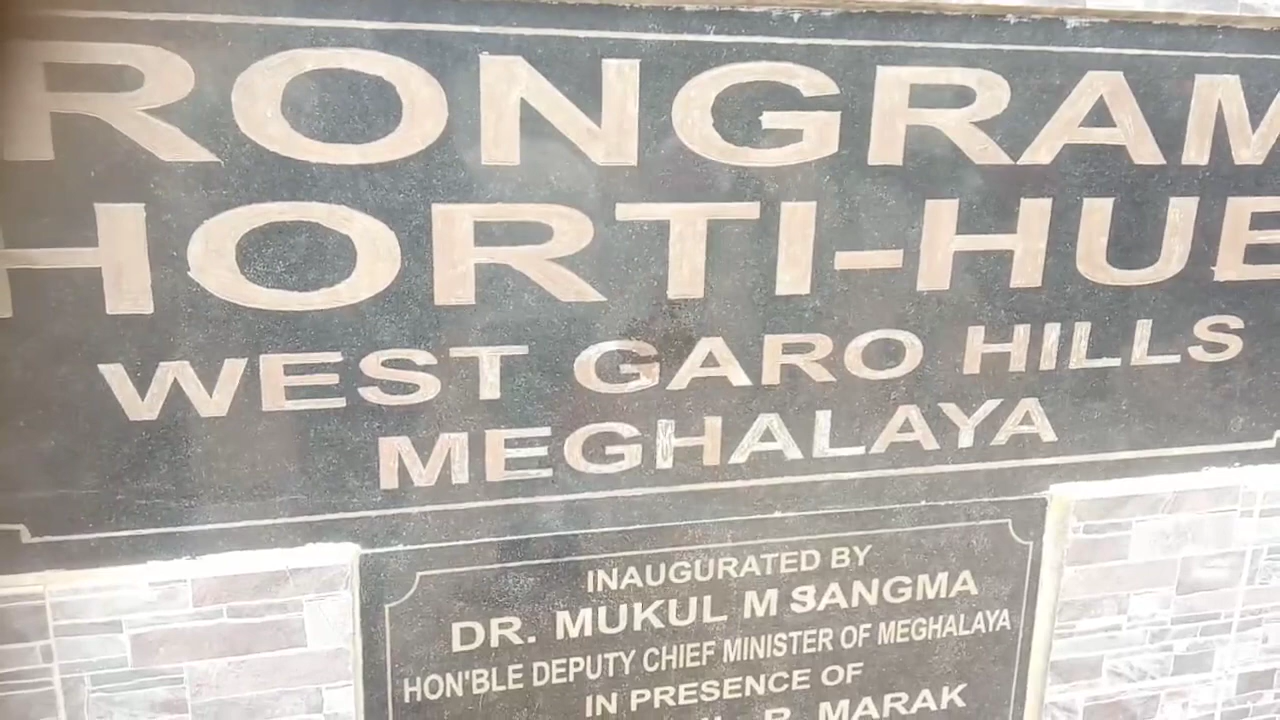 RONGRAM
HORTI-HUB
WEST GARO HILLS
MEGHALAYA
INAUGURATED BY
DR. MUKUL M SANGMA
HON'BLE DEPUTY CHIEF MINISTER OF MEGHALAYA
IN PRESENCE OF
R MARAK